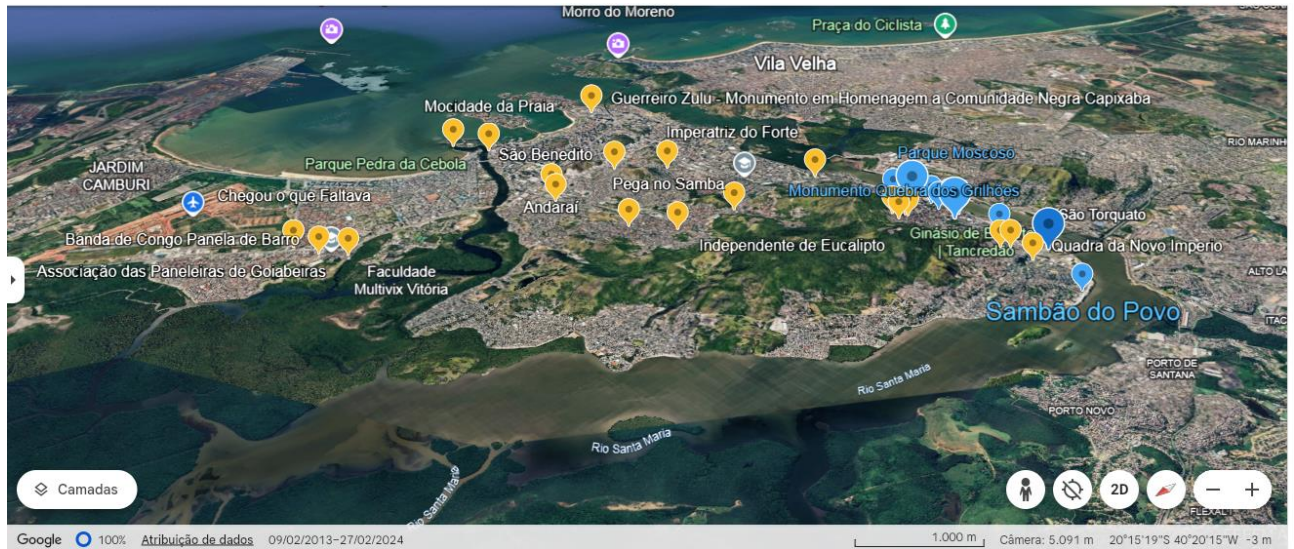 Morro do Moreno
Praça do Ciclista
Vila Velha
Mocidade da Praia
Guerreiro Zulu - Monumento em Homenagem a Comunidade Negra Capixaba
Imperatriz do Forte
RIO MARINH
São Benedito
Parque Pedra da Cebola
Parque Moscoso
JARDIM
CAMBURI
Chegou o que Faltava
Pega no Samba
Monumento Quebra dos Grilhões
Andaraí
São Torquato
Banda de Congo Panela de Barro
Independente de Eucalipto
Ginásio de E
| Tancredão
Quadra da Novo Imperio
Associação das Paneleiras de Goiabeiras
Faculdade
Multivix Vitória
ALTO LA
Sambão do Povo
ITAC
PORTO DE
SANTANA
Rio Santa Maria
PORTO NOVO
Rio Santa Maria
Rio Santa Maria
Camadas
2D
FLEXAL I
Google 100% Atribuição de dados 09/02/2013-27/02/2024 1.000 m Câmera: 5.091 m 20°15'19"S 40°20'15"W -3 m